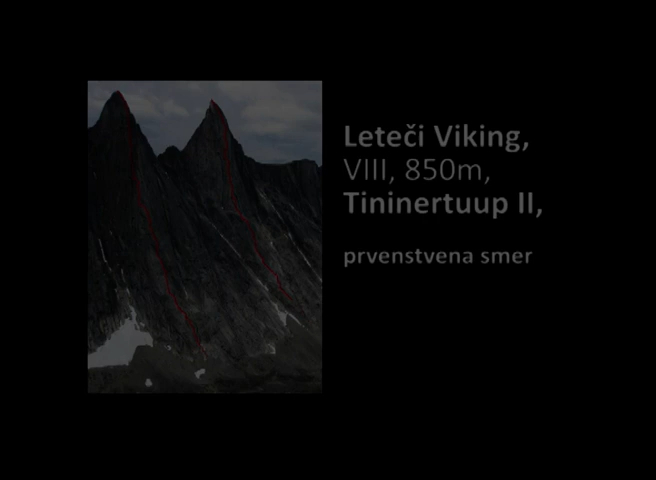 Leteči Viking,
VIII, 850m,
Tininertuup II,
prvenstvena smer